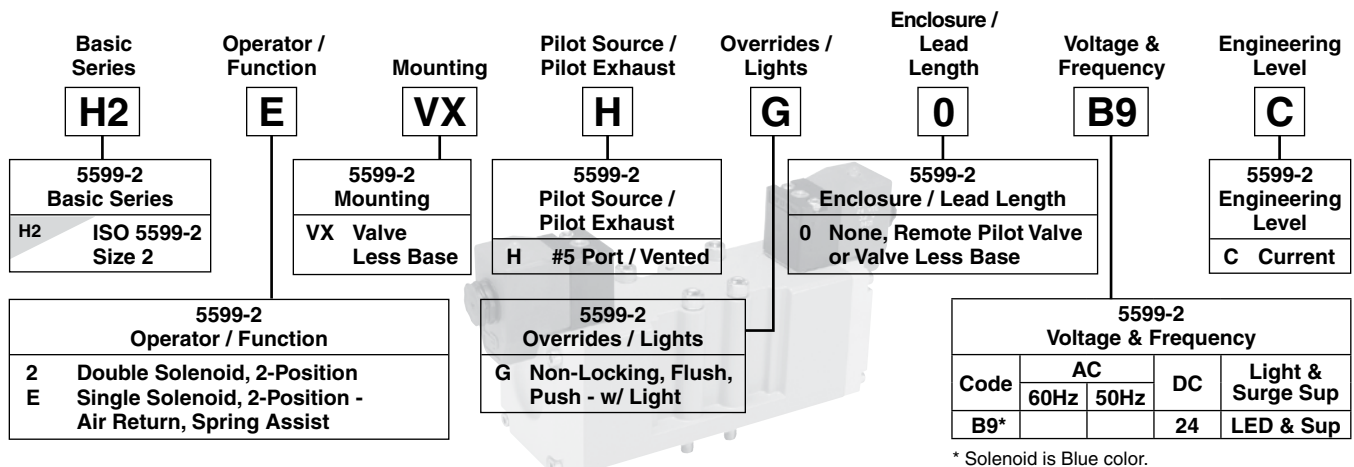 Basic
Series
Operator /
Function
Mounting
Pilot Source /
Pilot Exhaust
Overrides /
Lights
Enclosure /
Lead
Length
Voltage &
Frequency
Engineering
Level
H2 E VX H G 0 B9 C
5599-2
Basic Series
H2 ISO 5599-2
Size 2
5599-2
Mounting
VX Valve
Less Base
5599-2
Pilot Source /
Pilot Exhaust
H #5 Port / Vented
5599-2
Enclosure / Lead Length
0 None, Remote Pilot Valve
or Valve Less Base
5599-2
Engineering
Level
C Current
5599-2
Operator / Function
2 Double Solenoid, 2-Position
E Single Solenoid, 2-Position -
Air Return, Spring Assist
5599-2
Overrides / Lights
G Non-Locking, Flush,
Push - w/ Light
5599-2
Voltage & Frequency
Code AC DC Light &
Surge Sup
60Hz 50Hz
B9* 24 LED & Sup
* Solenoid is Blue color.